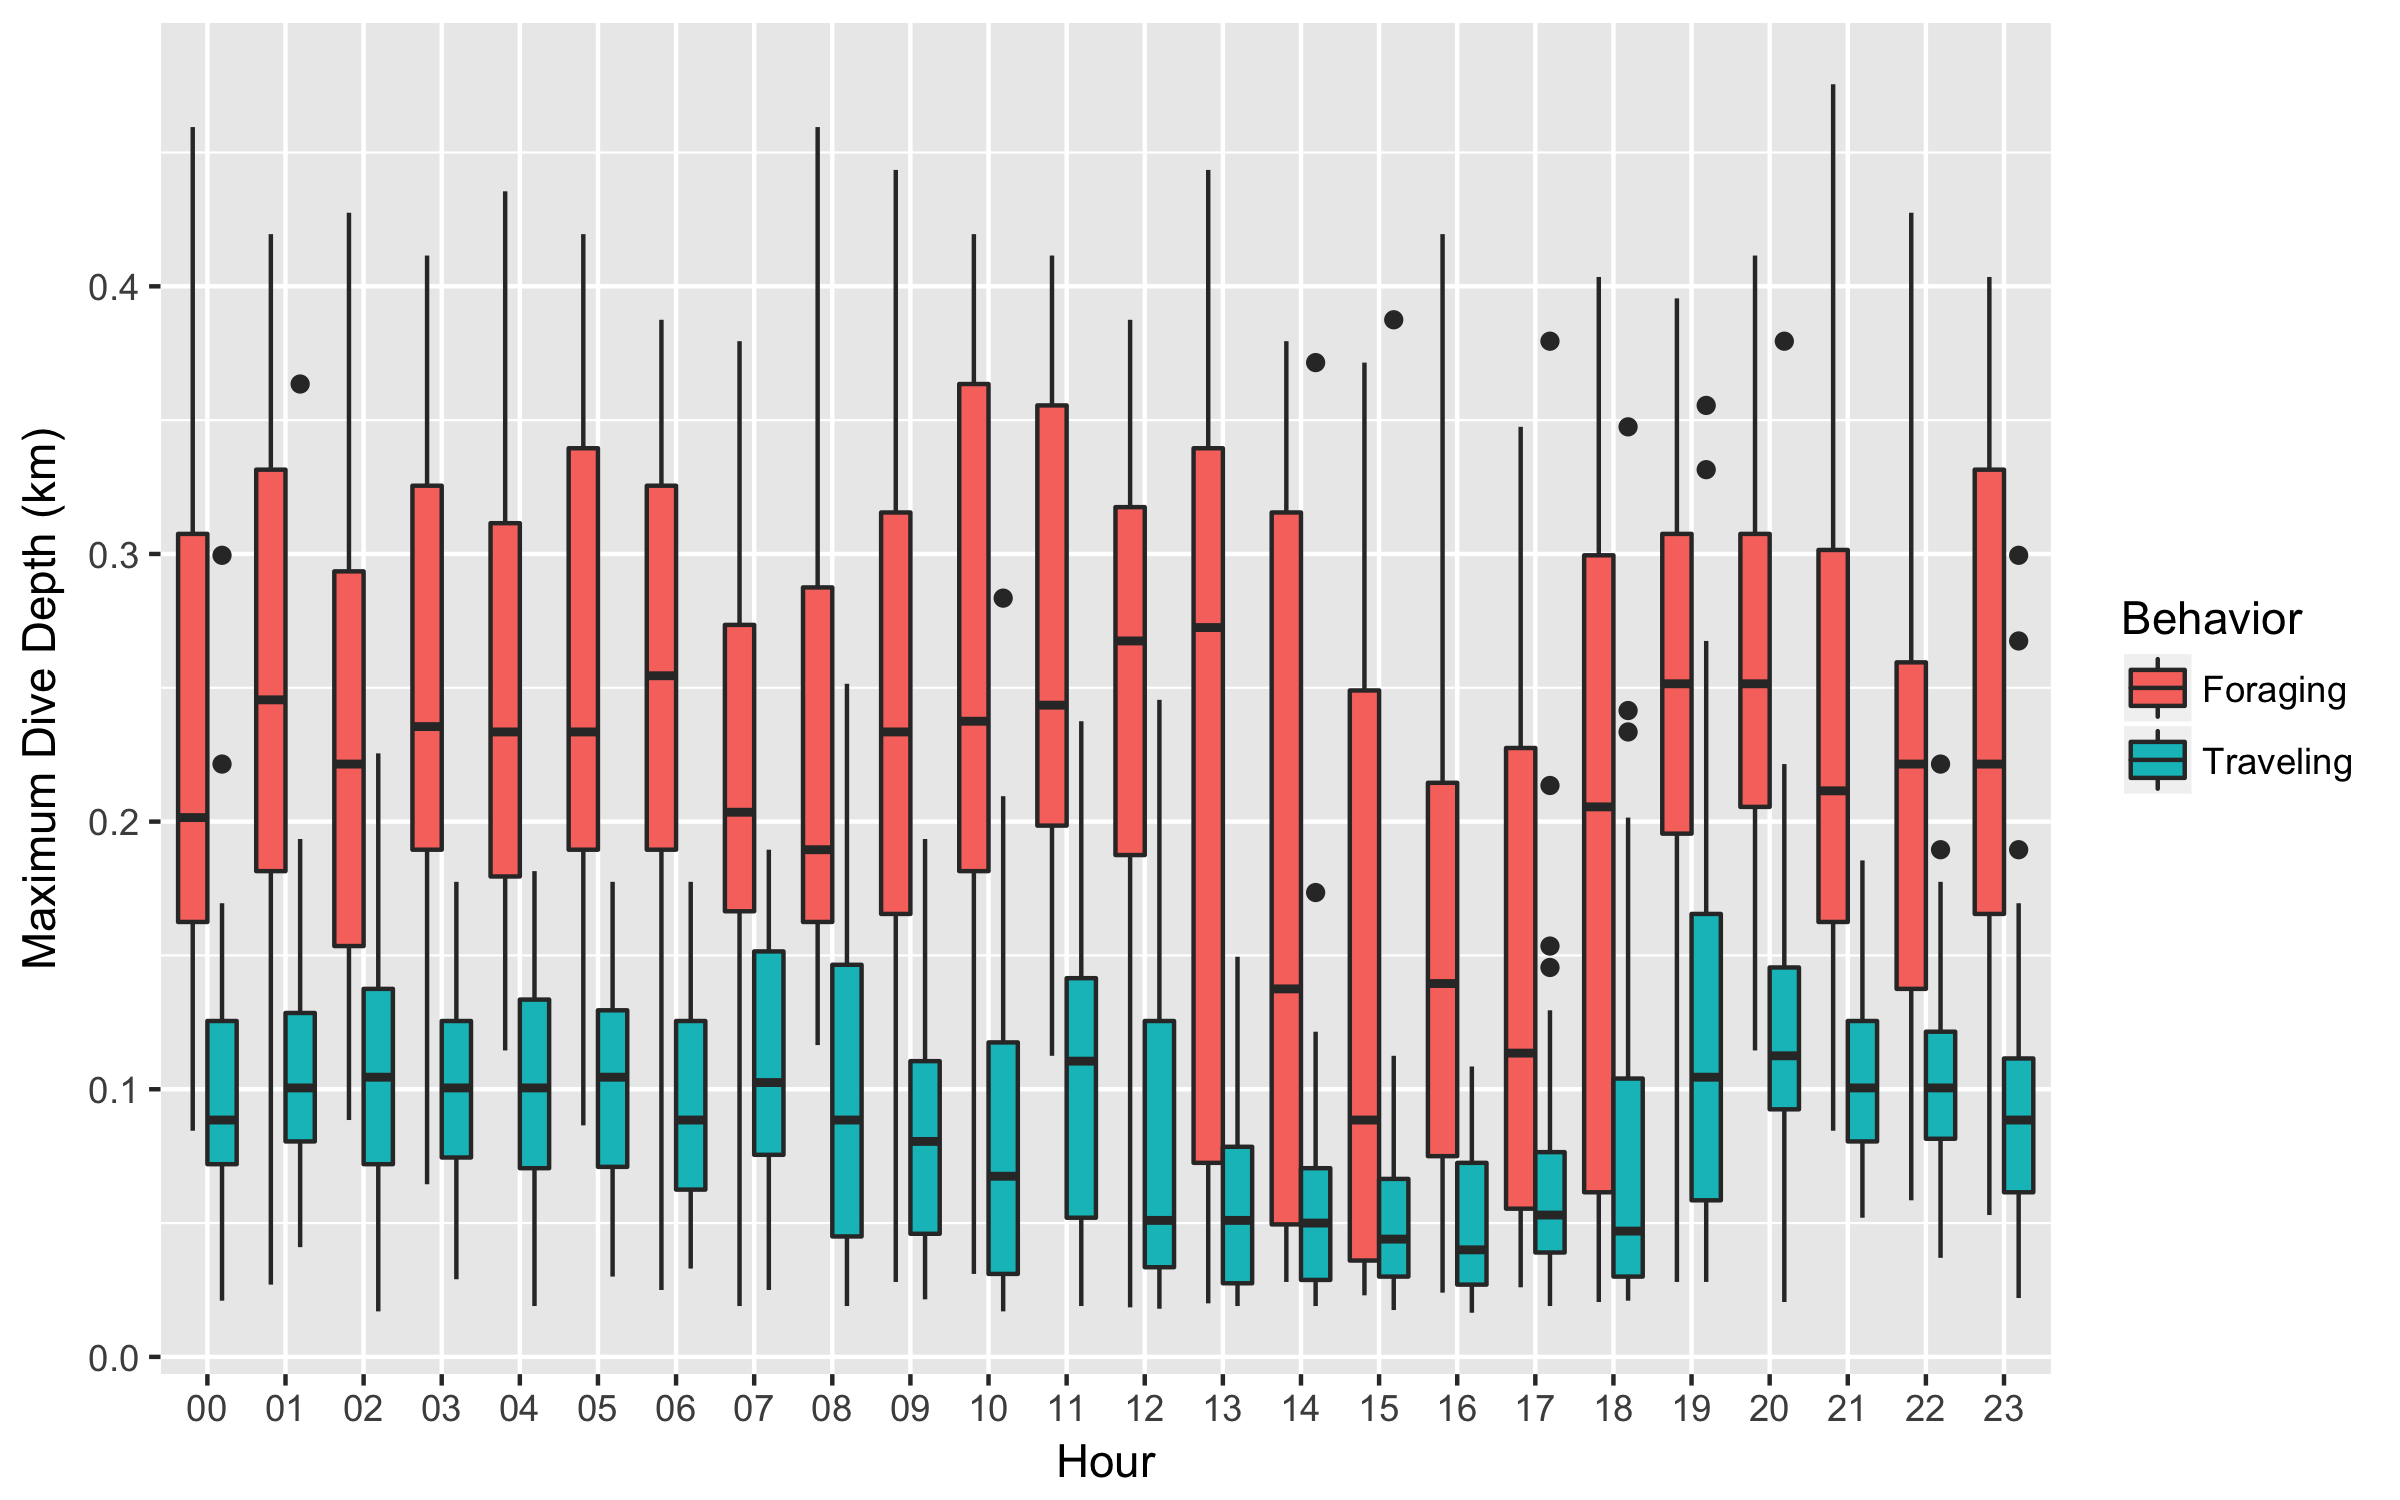 Maximum Dive Depth (km)
0.4
0.3
0.2
0.1
0.0
00 01 02 03 04 05 06 07 08 09 10 11 12 13 14 15 16 17 18 19 20 21 22 23
Hour
Behavior
Foraging
Traveling